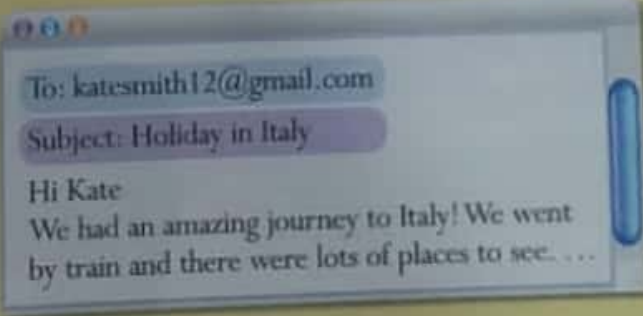 To: katesmith12@gmail.com
Subject: Holiday in Italy
Hi Kate
We had an amazing journey to Italy! We went
by train and there were lots of places to see. …